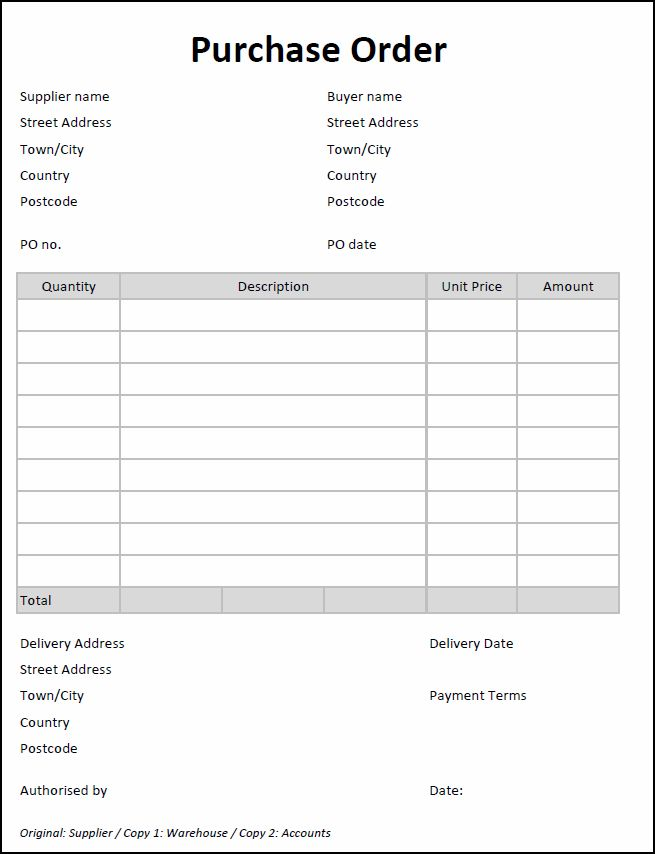 Purchase Order
Supplier name Buyer name
Street Address Street Address
Town/City Town/City
Country Country
Postcode Postcode
PO no. PO date
Quantity Description Unit Price Amount
Total
Delivery Address Delivery Date
Street Address
Town/City Payment Terms
Country
Postcode
Authorised by Date:
Original: Supplier / Copy 1: Warehouse / Copy 2: Accounts